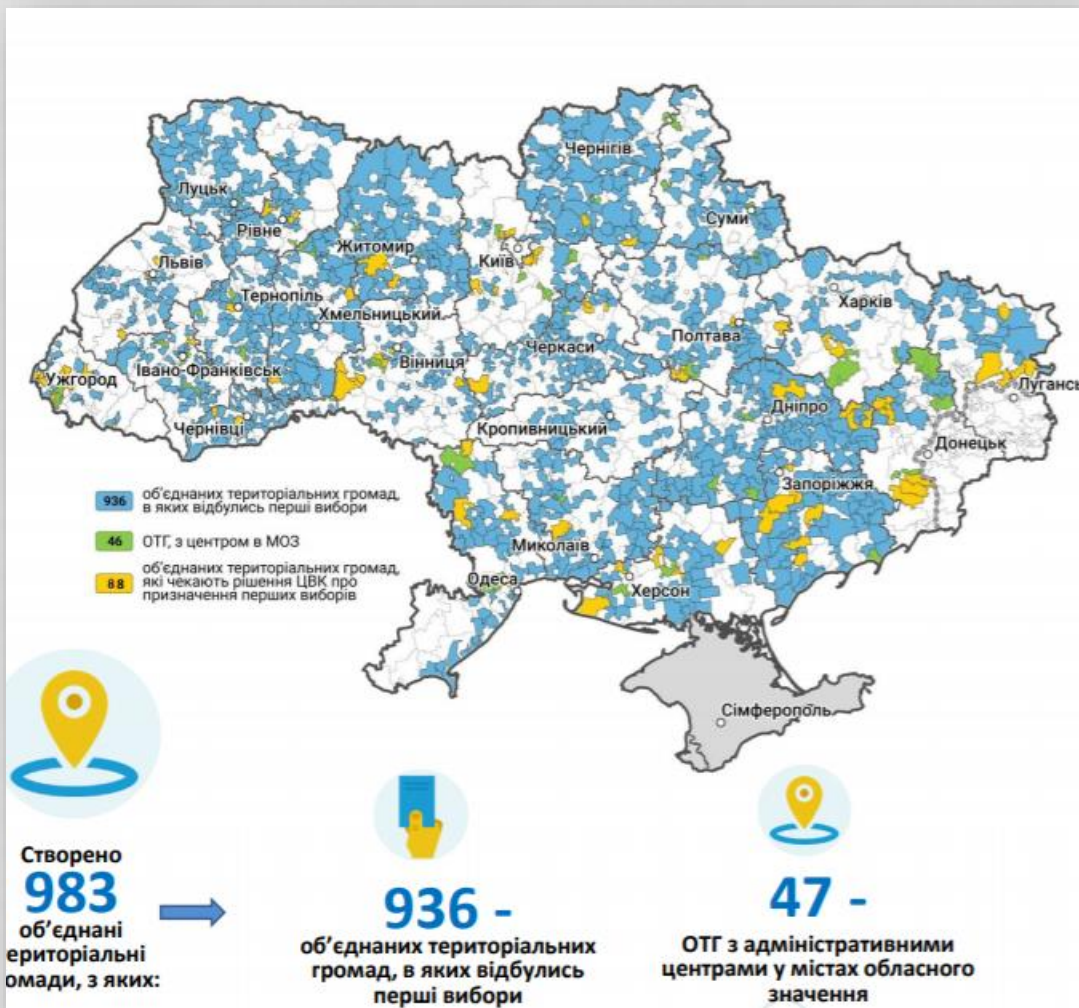 Чернігів
Луцьк
Суми
Рівне
Житомир
Київ
Львів
Харків
Тернопіль
Хмельницький
Полтава
Черкаси
Вінниця
Івано-Франківськ
Ужгород
Луганськ
Дніпро
Чернівці
Кропивницький
Донецьк
Запоріжжя
936 об'єднаних територіальних громад,
в яких відбулись перші вибори
46 ОТГ, з центром в МОЗ
88 об'єднаних територіальних громад,
які чекають рішення ЦВК про
призначення перших виборів
Миколаїв
Одеса
Херсон
Сімферополь
Створено
983
об'єднані
ериторіальні
омади, з яких:
936 -
об'єднаних територіальних
громад, в яких відбулись
перші вибори
47 -
ОТГ з адміністративними
центрами у містах обласного
значення